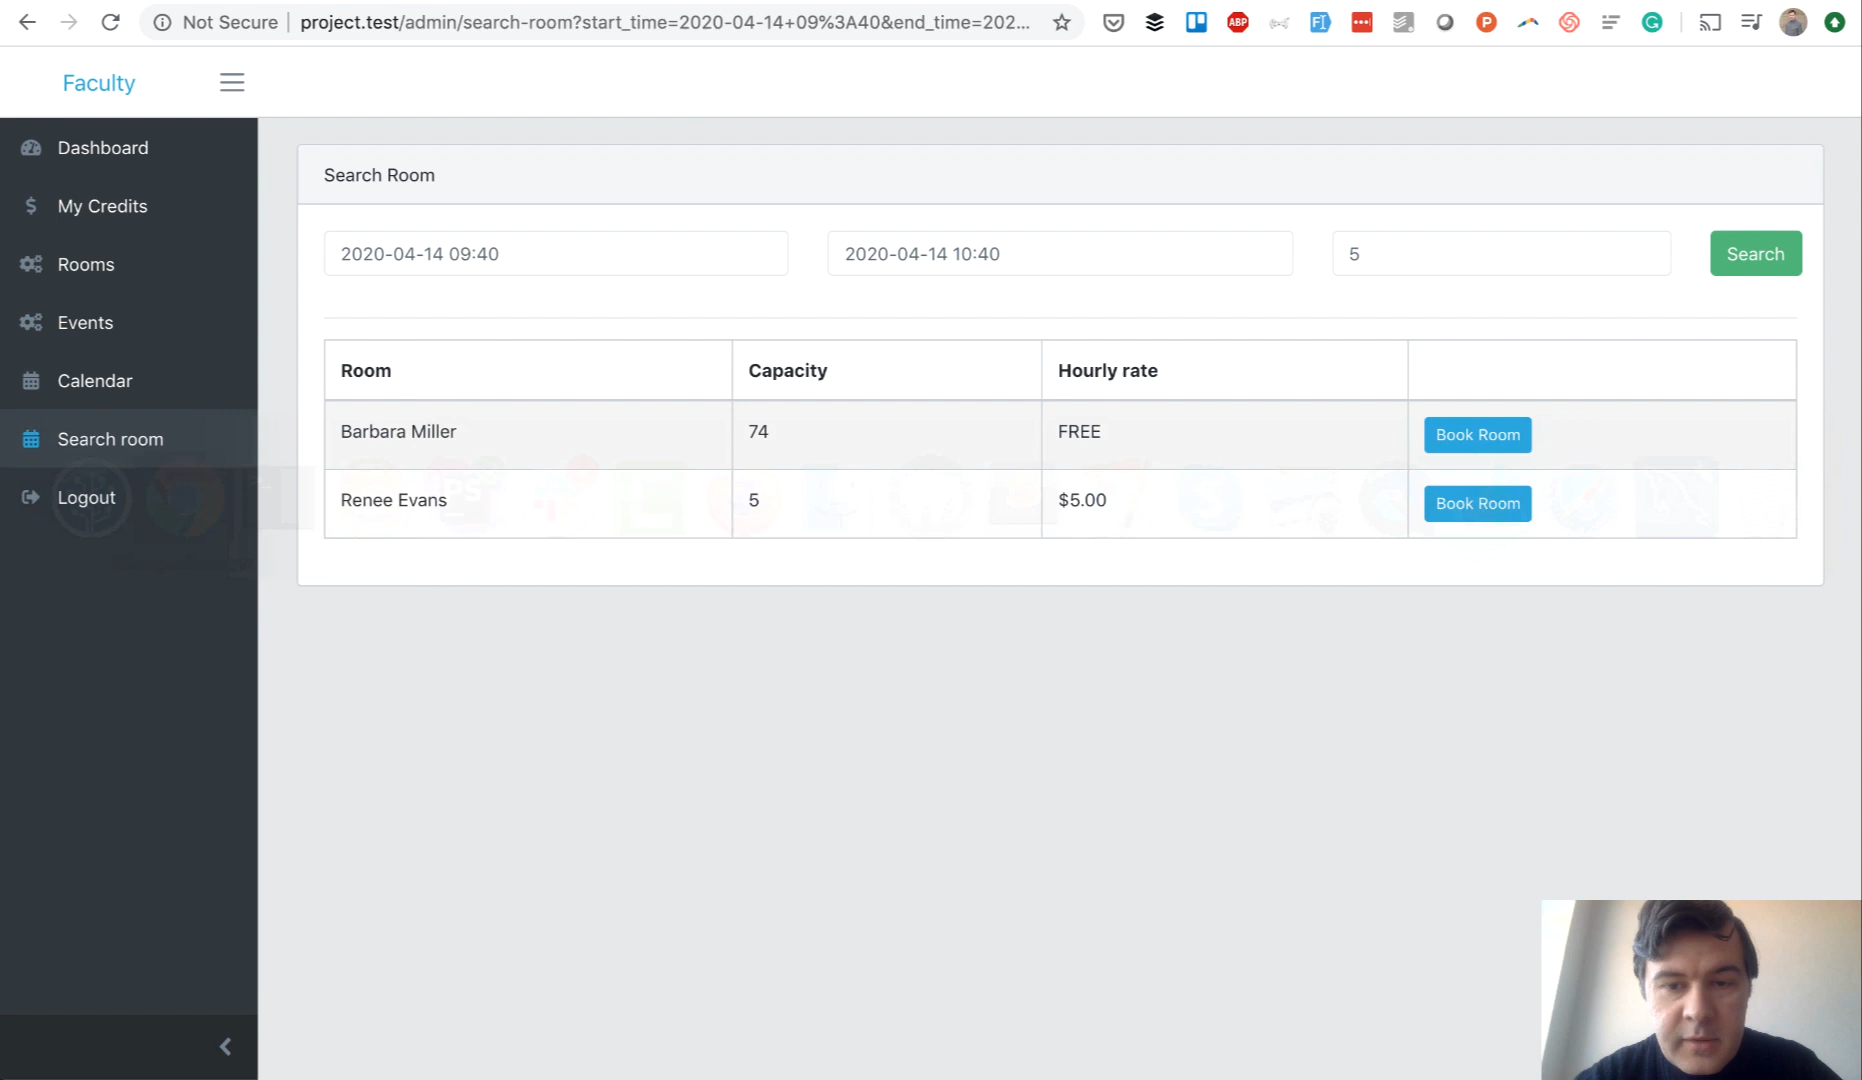 Not Secure | project.test/admin/search-room?start_time=2020-04-14+09%3A40&end_time=202...
Faculty
Dashboard
My Credits
Rooms
Events
Calendar
Search room
Logout
Search Room
2020-04-14 09:40
2020-04-14 10:40
5
Search
Room
Capacity
Hourly rate
Barbara Miller
74
FREE
Book Room
Renee Evans
5
$5.00
Book Room
ABP
P
G
PS